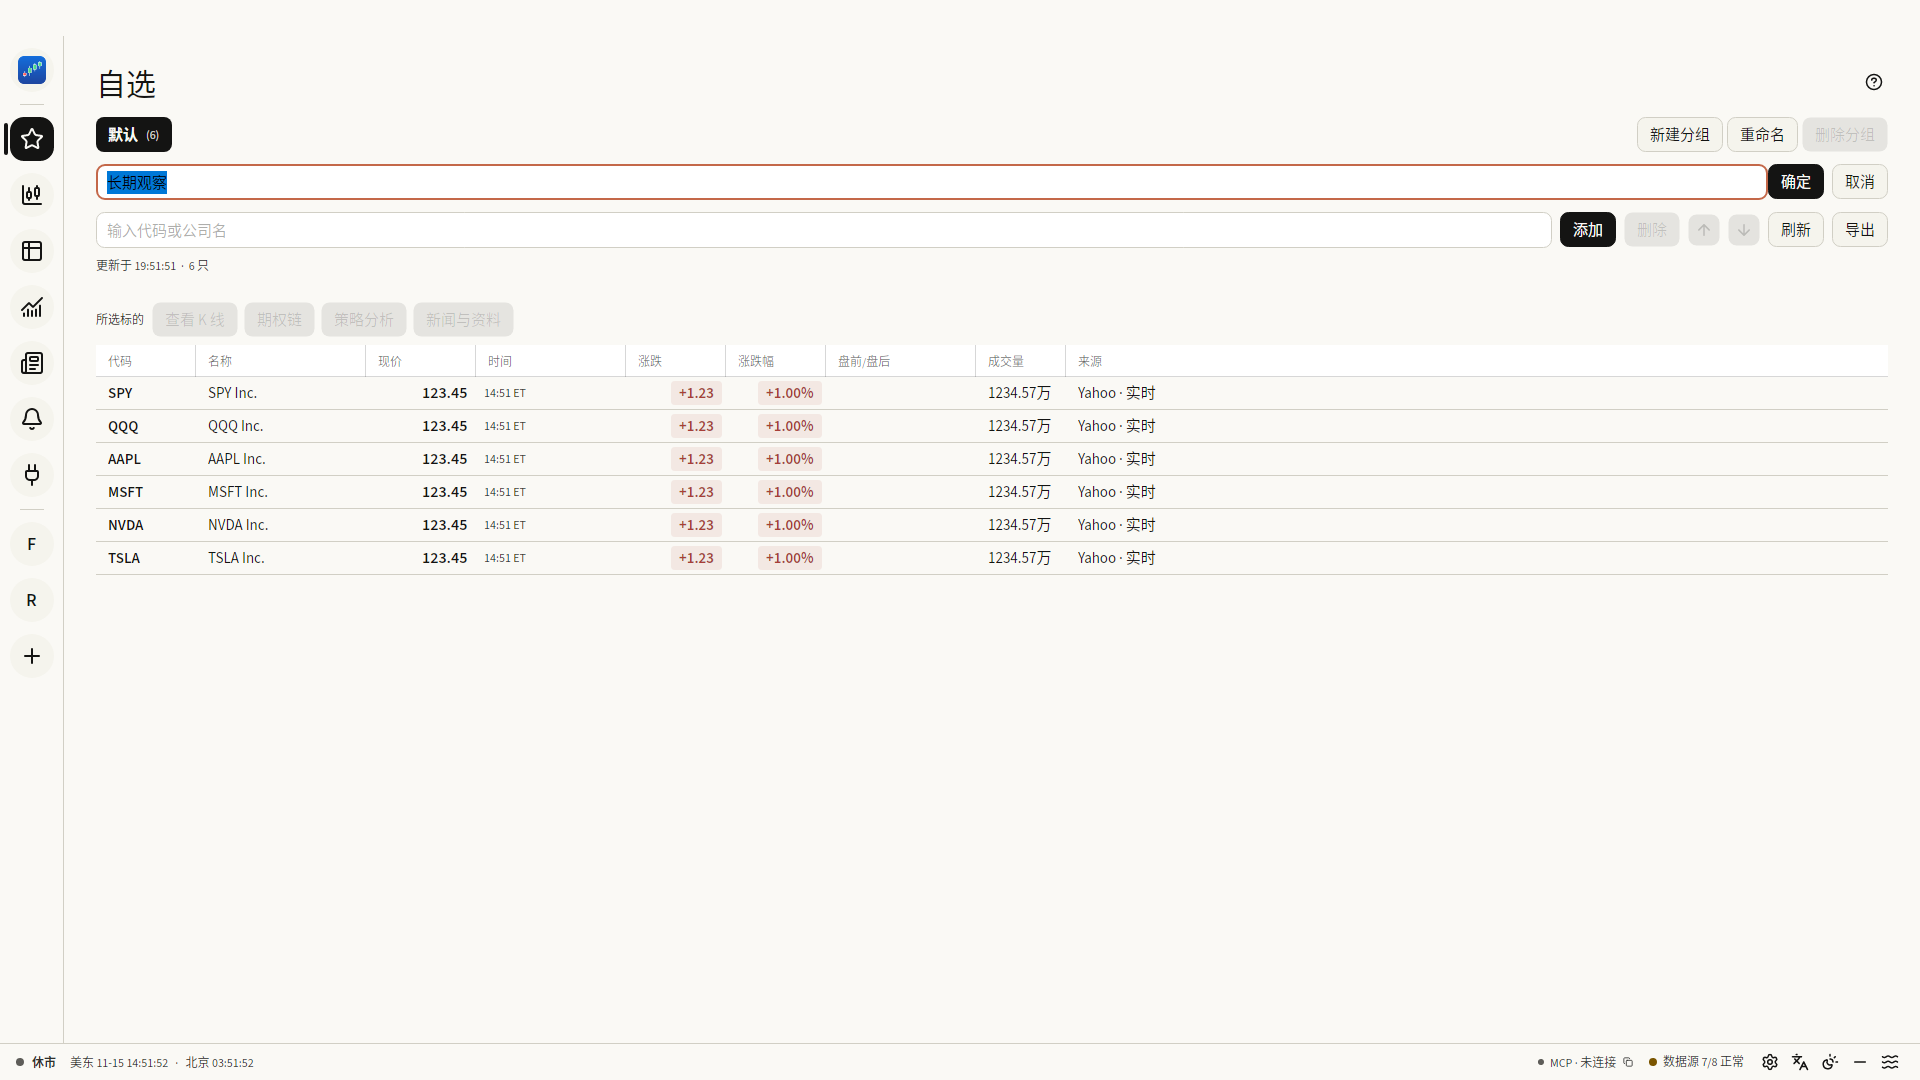 自选
默认 (6) 新建分组 重命名 删除分组
长期观察 确定 取消
输入代码或公司名 添加 删除 刷新 导出
更新于 19:51:51 · 6 只
所选标的 查看 K 线 期权链 策略分析 新闻与资料
代码 名称 现价 时间 涨跌 涨跌幅 盘前/盘后 成交量 来源
SPY SPY Inc. 123.45 14:51 ET +1.23 +1.00% 1234.57万 Yahoo · 实时
QQQ QQQ Inc. 123.45 14:51 ET +1.23 +1.00% 1234.57万 Yahoo · 实时
AAPL AAPL Inc. 123.45 14:51 ET +1.23 +1.00% 1234.57万 Yahoo · 实时
MSFT MSFT Inc. 123.45 14:51 ET +1.23 +1.00% 1234.57万 Yahoo · 实时
NVDA NVDA Inc. 123.45 14:51 ET +1.23 +1.00% 1234.57万 Yahoo · 实时
TSLA TSLA Inc. 123.45 14:51 ET +1.23 +1.00% 1234.57万 Yahoo · 实时
F
R
休市 美东 11-15 14:51:52 · 北京 03:51:52 MCP · 未连接 数据源 7/8 正常